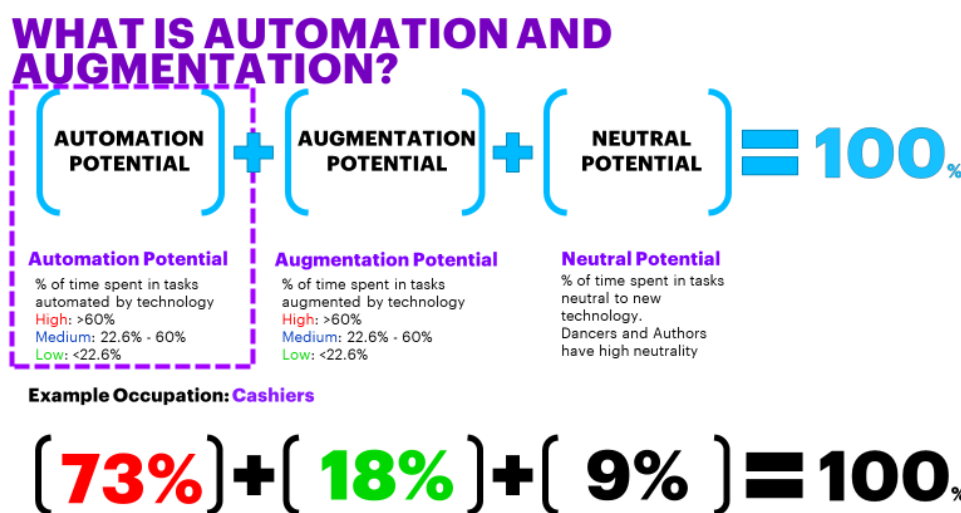 WHAT IS AUTOMATION AND
AUGMENTATION?
AUTOMATION
POTENTIAL
+
AUGMENTATION
POTENTIAL
+
NEUTRAL
POTENTIAL
= 100%
Automation Potential
% of time spent in tasks
automated by technology
High: >60%
Medium: 22.6% - 60%
Low: <22.6%
Augmentation Potential
% of time spent in tasks
augmented by technology
High: >60%
Medium: 22.6% - 60%
Low: <22.6%
Neutral Potential
% of time spent in tasks
neutral to new
technology.
Dancers and Authors
have high neutrality
Example Occupation: Cashiers
(73%)+(18%)+(9%)=100%